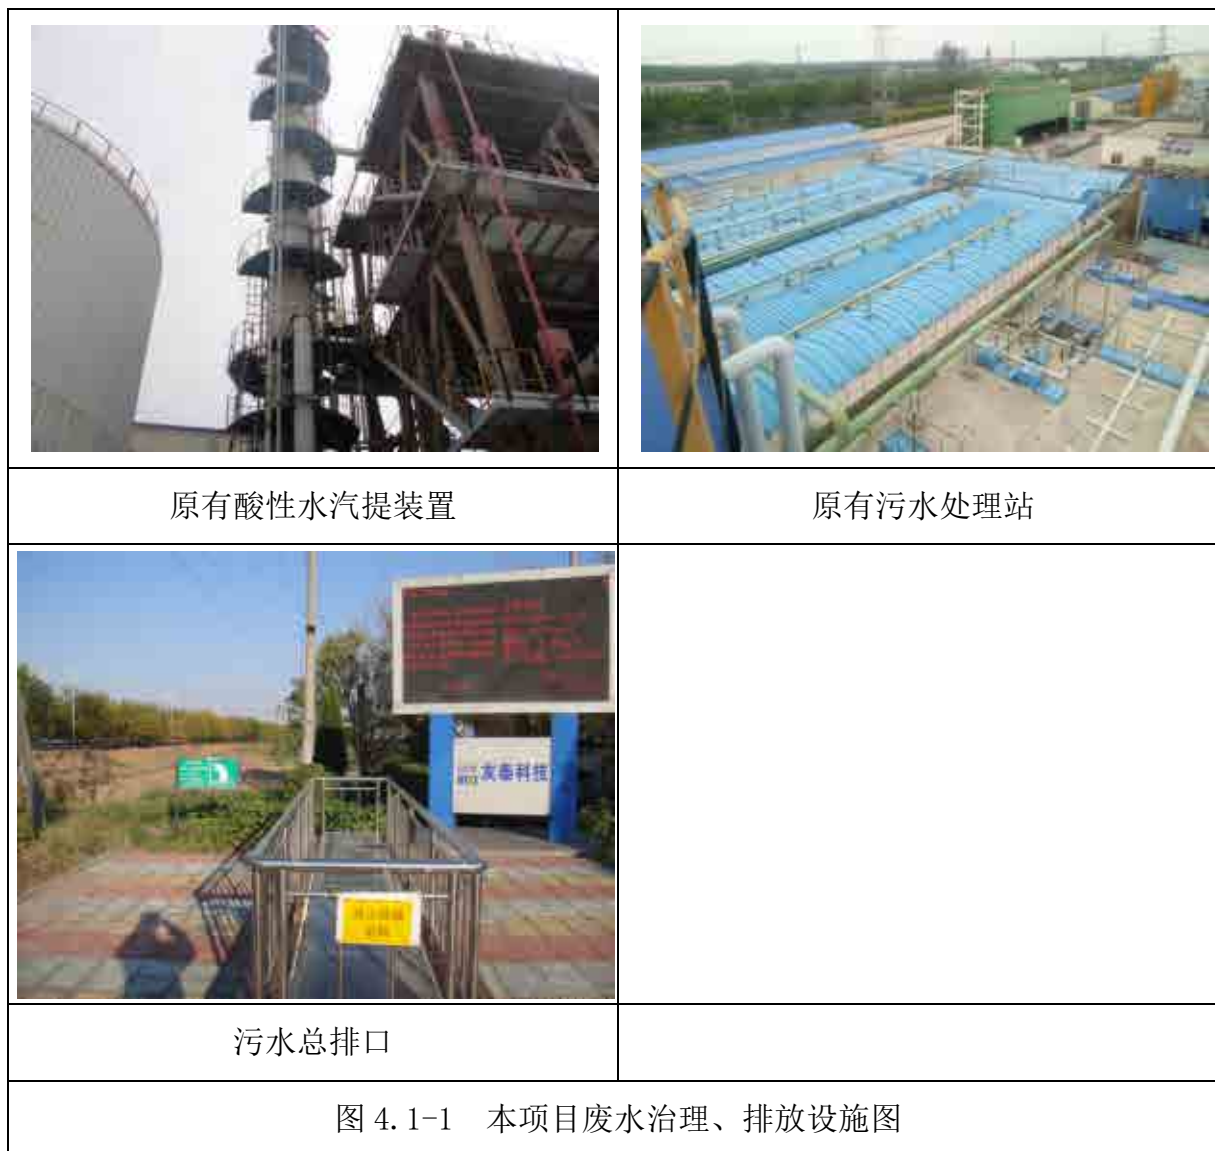 原有酸性水汽提装置
原有污水处理站
友泰科技
污水总排口
图 4.1-1 本项目废水治理、排放设施图